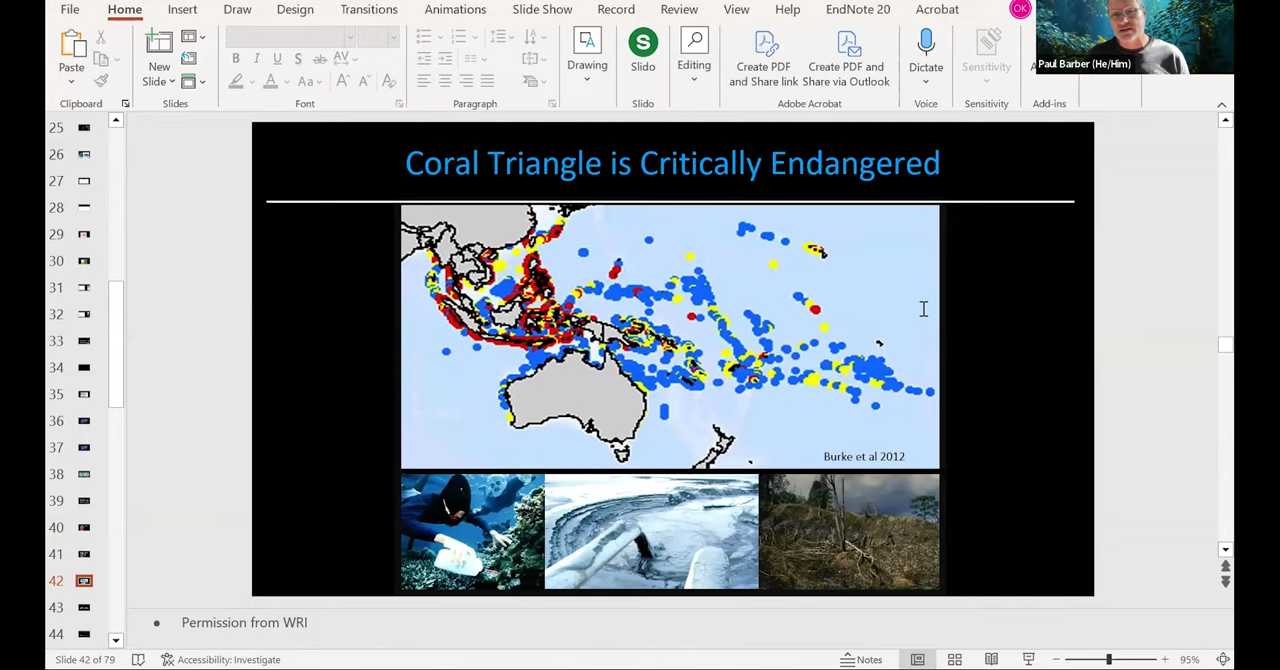 File Home Insert Draw Design Transitions Animations Slide Show Record Review View Help EndNote 20 Acrobat
OK
Paul Barber (He/Him)
Paste
New
Slide
B I U S ab AV
A Aa A A A
Drawing
S
Slido
Editing
Create PDF
and Share link
Create PDF and
Share via Outlook
Dictate
Sensitivity
Clipboard Slides Font Paragraph Slido Adobe Acrobat Voice Sensitivity Add-ins
25
26
27
28
29
30
31
32
33
34
35
36
37
38
39
40
41
42
43
44
Coral Triangle is Critically Endangered
Burke et al 2012
• Permission from WRI
Slide 42 of 79 Accessibility: Investigate Notes 95%